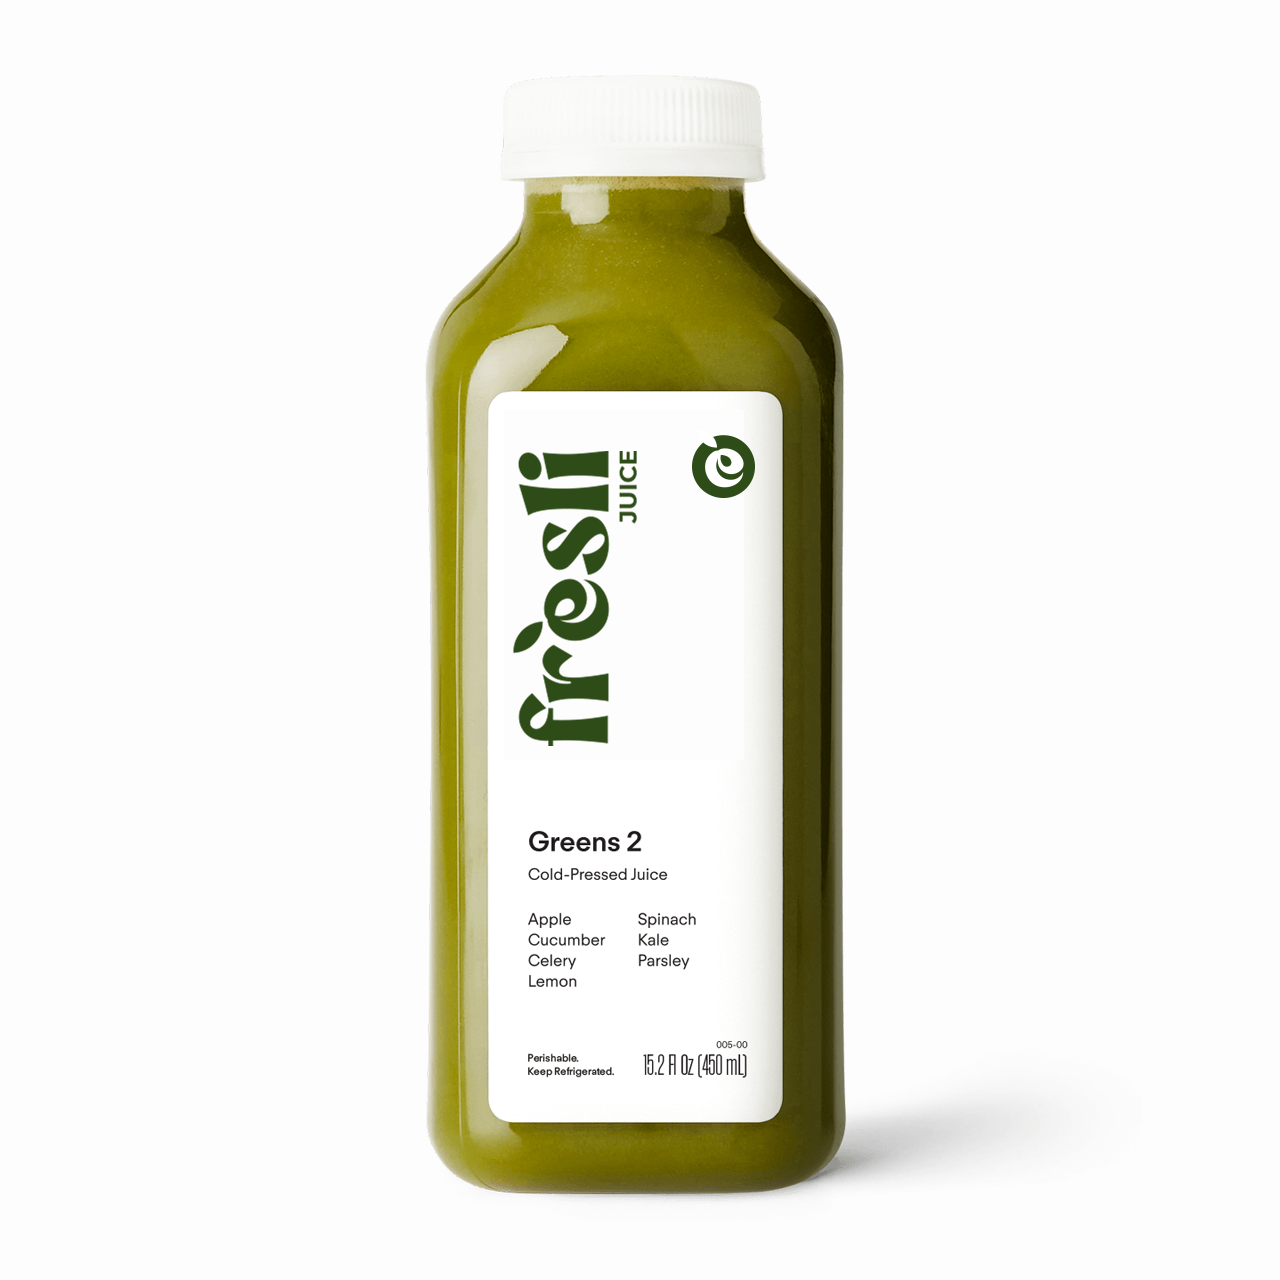 frèsli
JUICE
Greens 2
Cold-Pressed Juice
Apple
Cucumber
Celery
Lemon
Spinach
Kale
Parsley
005-00
Perishable.
Keep Refrigerated.
15.2 Fl Oz (450 mL)